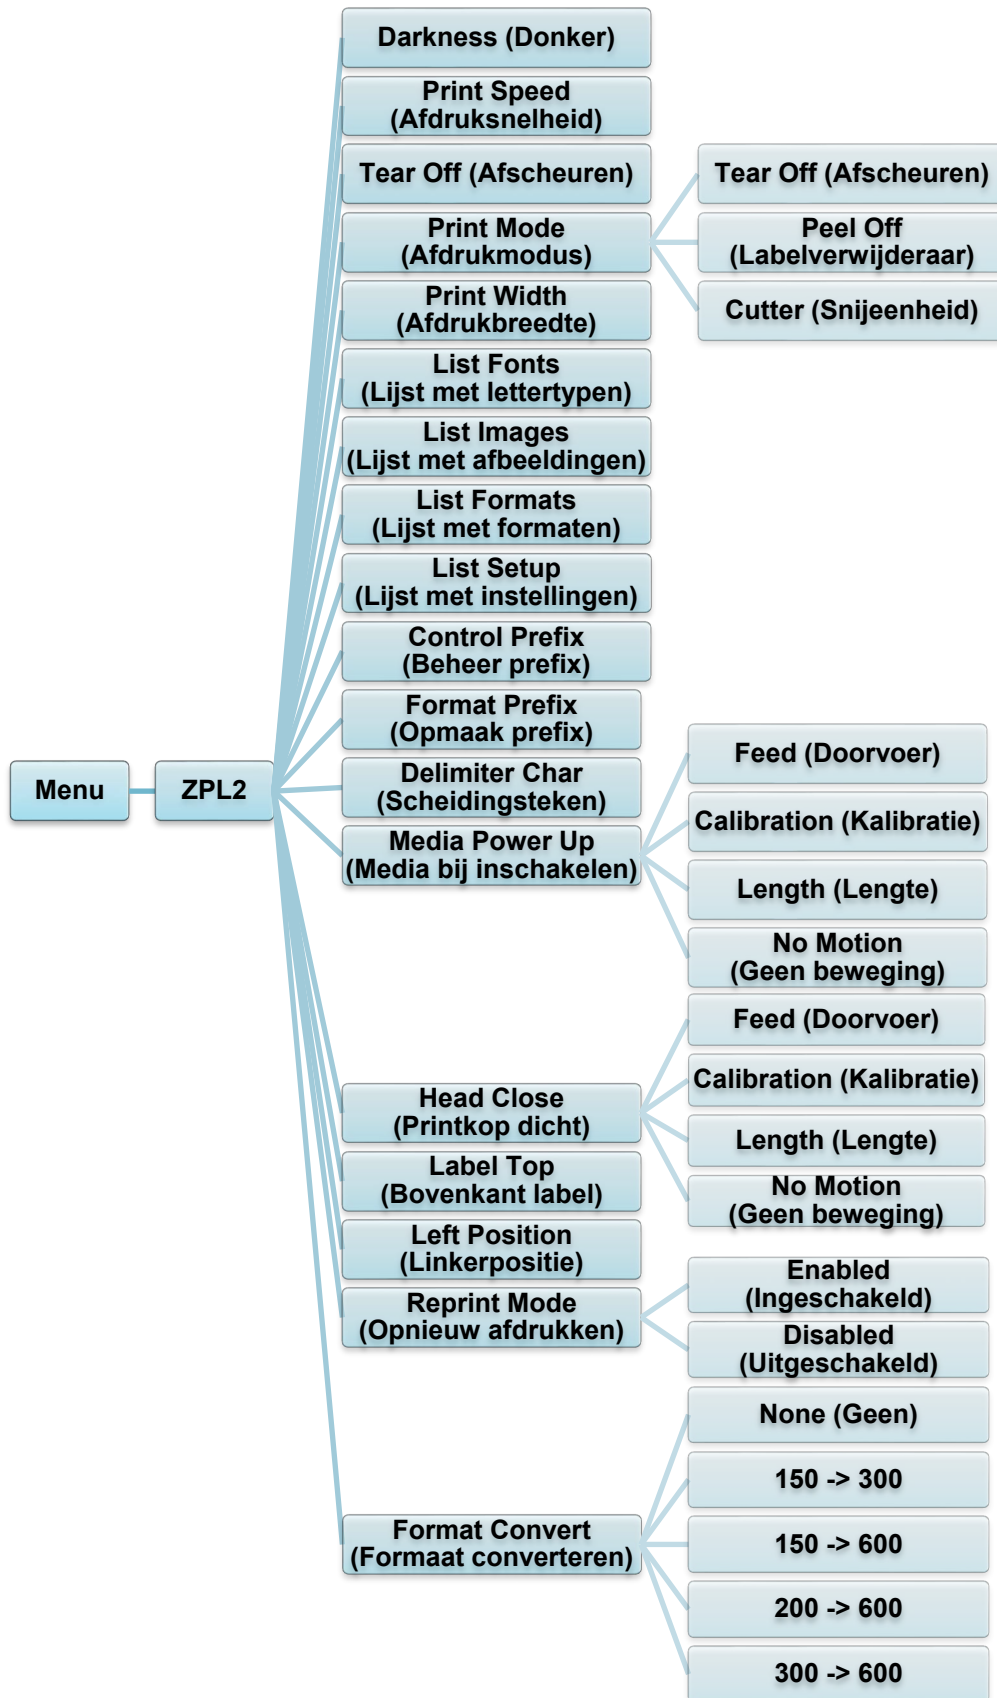 Darkness (Donker)
Print Speed
(Afdruksnelheid)
Tear Off (Afscheuren)
Tear Off (Afscheuren)
Print Mode
(Afdrukmodus)
Peel Off
(Labelverwijderaar)
Print Width
(Afdrukbreedte)
Cutter (Snijeenheid)
List Fonts
(Lijst met lettertypen)
List Images
(Lijst met afbeeldingen)
List Formats
(Lijst met formaten)
List Setup
(Lijst met instellingen)
Control Prefix
(Beheer prefix)
Format Prefix
(Opmaak prefix)
Menu
ZPL2
Delimiter Char
(Scheidingsteken)
Media Power Up
(Media bij inschakelen)
Feed (Doorvoer)
Calibration (Kalibratie)
Length (Lengte)
No Motion
(Geen beweging)
Head Close
(Printkop dicht)
Feed (Doorvoer)
Calibration (Kalibratie)
Length (Lengte)
No Motion
(Geen beweging)
Label Top
(Bovenkant label)
Left Position
(Linkerpositie)
Reprint Mode
(Opnieuw afdrukken)
Enabled
(Ingeschakeld)
Disabled
(Uitgeschakeld)
Format Convert
(Formaat converteren)
None (Geen)
150 -> 300
150 -> 600
200 -> 600
300 -> 600